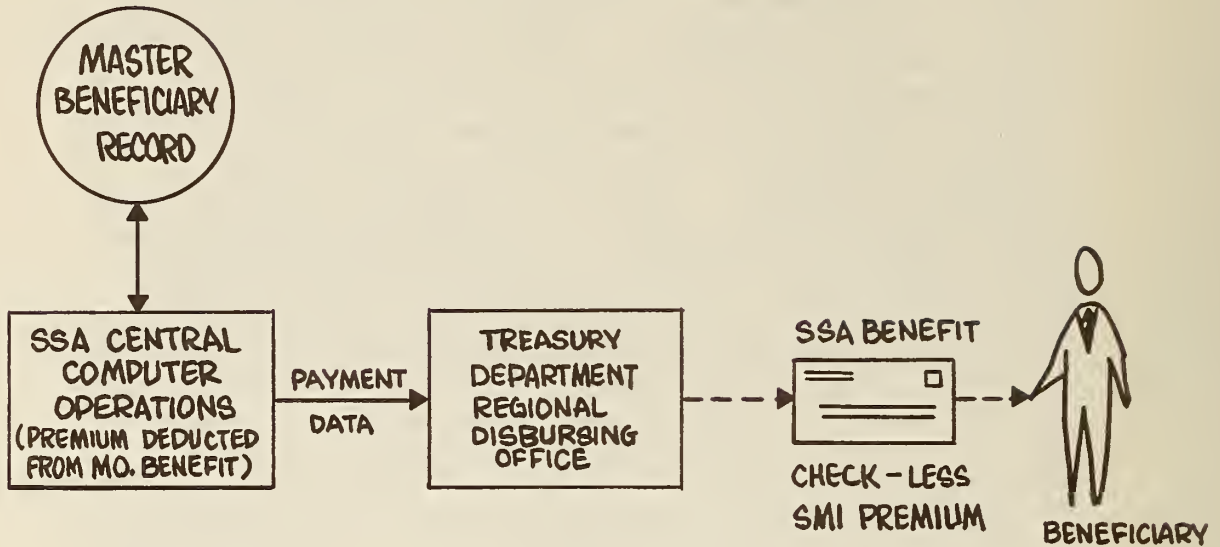 MASTER
BENEFICIARY
RECORD
SSA CENTRAL
COMPUTER
OPERATIONS
(PREMIUM DEDUCTED
FROM MO. BENEFIT)
PAYMENT
DATA
TREASURY
DEPARTMENT
REGIONAL
DISBURSING
OFFICE
SSA BENEFIT
CHECK-LESS
SMI PREMIUM
BENEFICIARY